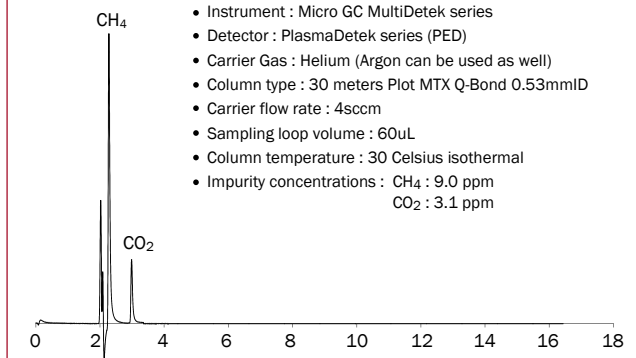 • Instrument : Micro GC MultiDetek series
CH4
• Detector : PlasmaDetek series (PED)
• Carrier Gas : Helium (Argon can be used as well)
• Column type : 30 meters Plot MTX Q-Bond 0.53mmID
• Carrier flow rate : 4sccm
• Sampling loop volume : 60uL
• Column temperature : 30 Celsius isothermal
• Impurity concentrations : CH4 : 9.0 ppm
CO2 : 3.1 ppm
CO2
0 2 4 6 8 10 12 14 16 18